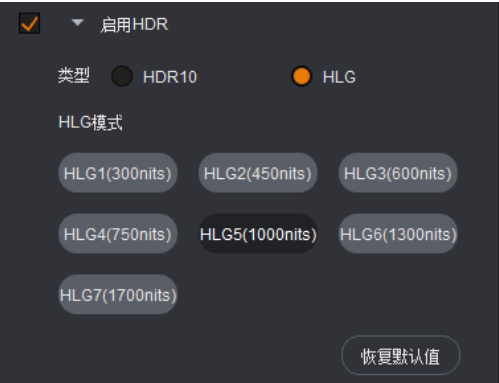 启用HDR
类型 HDR10 HLG
HLG模式
HLG1(300nits) HLG2(450nits) HLG3(600nits)
HLG4(750nits) HLG5(1000nits) HLG6(1300nits)
HLG7(1700nits)
恢复默认值